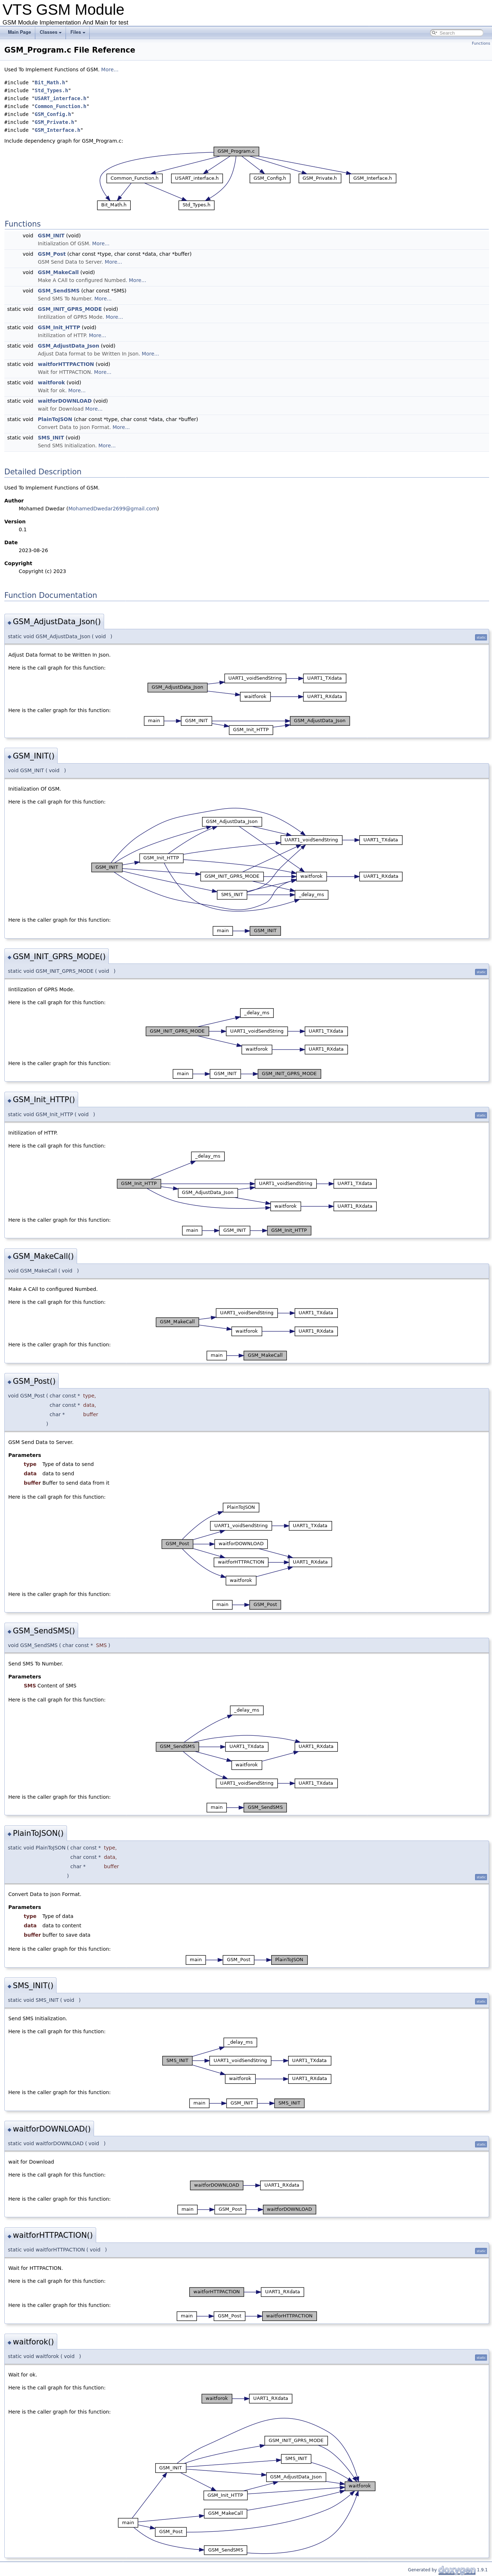 VTS GSM Module
GSM Module Implementation And Main for test
Main Page Classes Files
Search
Functions
GSM_Program.c File Reference
Used To Implement Functions of GSM. More...
#include "Bit_Math.h"
#include "Std_Types.h"
#include "USART_interface.h"
#include "Common_Function.h"
#include "GSM_Config.h"
#include "GSM_Private.h"
#include "GSM_Interface.h"
Include dependency graph for GSM_Program.c:
GSM_Program.c
Common_Function.h USART_interface.h GSM_Config.h GSM_Private.h GSM_Interface.h
Bit_Math.h Std_Types.h
Functions
void GSM_INIT (void)
Initialization Of GSM. More...
void GSM_Post (char const *type, char const *data, char *buffer)
GSM Send Data to Server. More...
void GSM_MakeCall (void)
Make A CAll to configured Numbed. More...
void GSM_SendSMS (char const *SMS)
Send SMS To Number. More...
static void GSM_INIT_GPRS_MODE (void)
Iintilization of GPRS Mode. More...
static void GSM_Init_HTTP (void)
Initilization of HTTP. More...
static void GSM_AdjustData_Json (void)
Adjust Data format to be Written In Json. More...
static void waitforHTTPACTION (void)
Wait for HTTPACTION. More...
static void waitforok (void)
Wait for ok. More...
static void waitforDOWNLOAD (void)
wait for Download More...
static void PlainToJSON (char const *type, char const *data, char *buffer)
Convert Data to Json Format. More...
static void SMS_INIT (void)
Send SMS Initialization. More...
Detailed Description
Used To Implement Functions of GSM.
Author
Mohamed Dwedar (MohamedDwedar2699@gmail.com)
Version
0.1
Date
2023-08-26
Copyright
Copyright (c) 2023
Function Documentation
◆ GSM_AdjustData_Json()
static void GSM_AdjustData_Json ( void ) static
Adjust Data format to be Written In Json.
Here is the call graph for this function:
GSM_AdjustData_Json UART1_voidSendString UART1_TXdata
waitforok UART1_RXdata
Here is the caller graph for this function:
main GSM_INIT GSM_AdjustData_Json
GSM_Init_HTTP
◆ GSM_INIT()
void GSM_INIT ( void )
Initialization Of GSM.
Here is the call graph for this function:
GSM_AdjustData_Json
UART1_voidSendString UART1_TXdata
GSM_Init_HTTP
GSM_INIT
GSM_INIT_GPRS_MODE waitforok UART1_RXdata
SMS_INIT _delay_ms
Here is the caller graph for this function:
main GSM_INIT
◆ GSM_INIT_GPRS_MODE()
static void GSM_INIT_GPRS_MODE ( void ) static
Iintilization of GPRS Mode.
Here is the call graph for this function:
_delay_ms
GSM_INIT_GPRS_MODE UART1_voidSendString UART1_TXdata
waitforok UART1_RXdata
Here is the caller graph for this function:
main GSM_INIT GSM_INIT_GPRS_MODE
◆ GSM_Init_HTTP()
static void GSM_Init_HTTP ( void ) static
Initilization of HTTP.
Here is the call graph for this function:
_delay_ms
GSM_Init_HTTP UART1_voidSendString UART1_TXdata
GSM_AdjustData_Json
waitforok UART1_RXdata
Here is the caller graph for this function:
main GSM_INIT GSM_Init_HTTP
◆ GSM_MakeCall()
void GSM_MakeCall ( void )
Make A CAll to configured Numbed.
Here is the call graph for this function:
GSM_MakeCall UART1_voidSendString UART1_TXdata
waitforok UART1_RXdata
Here is the caller graph for this function:
main GSM_MakeCall
◆ GSM_Post()
void GSM_Post ( char const * type,
char const * data,
char * buffer
)
GSM Send Data to Server.
Parameters
type Type of data to send
data data to send
buffer Buffer to send data from it
Here is the call graph for this function:
PlainToJSON
UART1_voidSendString UART1_TXdata
GSM_Post waitforDOWNLOAD
waitforHTTPACTION UART1_RXdata
waitforok
Here is the caller graph for this function:
main GSM_Post
◆ GSM_SendSMS()
void GSM_SendSMS ( char const * SMS )
Send SMS To Number.
Parameters
SMS Content of SMS
Here is the call graph for this function:
_delay_ms
GSM_SendSMS UART1_TXdata UART1_RXdata
waitforok
UART1_voidSendString UART1_TXdata
Here is the caller graph for this function:
main GSM_SendSMS
◆ PlainToJSON()
static void PlainToJSON ( char const * type,
char const * data,
char * buffer
) static
Convert Data to Json Format.
Parameters
type Type of data
data data to content
buffer buffer to save data
Here is the caller graph for this function:
main GSM_Post PlainToJSON
◆ SMS_INIT()
static void SMS_INIT ( void ) static
Send SMS Initialization.
Here is the call graph for this function:
_delay_ms
SMS_INIT UART1_voidSendString UART1_TXdata
waitforok UART1_RXdata
Here is the caller graph for this function:
main GSM_INIT SMS_INIT
◆ waitforDOWNLOAD()
static void waitforDOWNLOAD ( void ) static
wait for Download
Here is the call graph for this function:
waitforDOWNLOAD UART1_RXdata
Here is the caller graph for this function:
main GSM_Post waitforDOWNLOAD
◆ waitforHTTPACTION()
static void waitforHTTPACTION ( void ) static
Wait for HTTPACTION.
Here is the call graph for this function:
waitforHTTPACTION UART1_RXdata
Here is the caller graph for this function:
main GSM_Post waitforHTTPACTION
◆ waitforok()
static void waitforok ( void ) static
Wait for ok.
Here is the call graph for this function:
waitforok UART1_RXdata
Here is the caller graph for this function:
GSM_INIT_GPRS_MODE
SMS_INIT
GSM_INIT
GSM_AdjustData_Json
waitforok
GSM_Init_HTTP
GSM_MakeCall
main
GSM_Post
GSM_SendSMS
Generated by doxygen 1.9.1